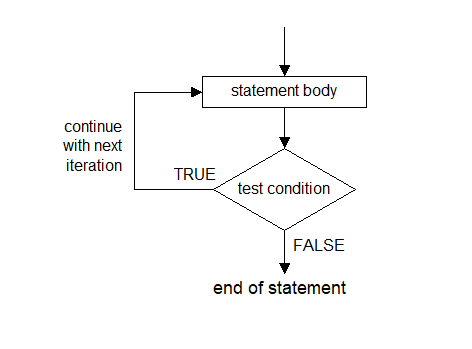 statement body
continue
with next
iteration
TRUE
test condition
FALSE
end of statement